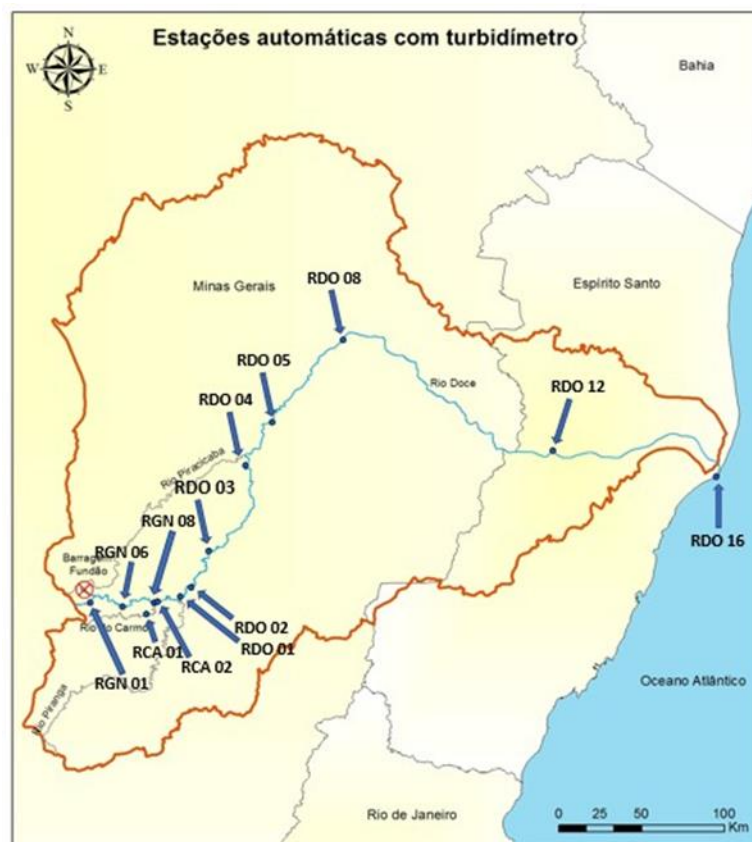 Estações automáticas com turbidímetro
N
W
E
S
Bahia
Minas Gerais
RDO 08
Espírito Santo
RDO 05
Rio Doce
RDO 12
RDO 04
Rio Piracicaba
RDO 03
RGN 08
RDO 16
RGN 06
Barragem
Fundão
Rio do Carmo
RDO 02
RCA 01
RDO 01
RCA 02
RGN 01
Oceano Atlântico
Rio Piranga
Rio de Janeiro
0 25 50 100
Km